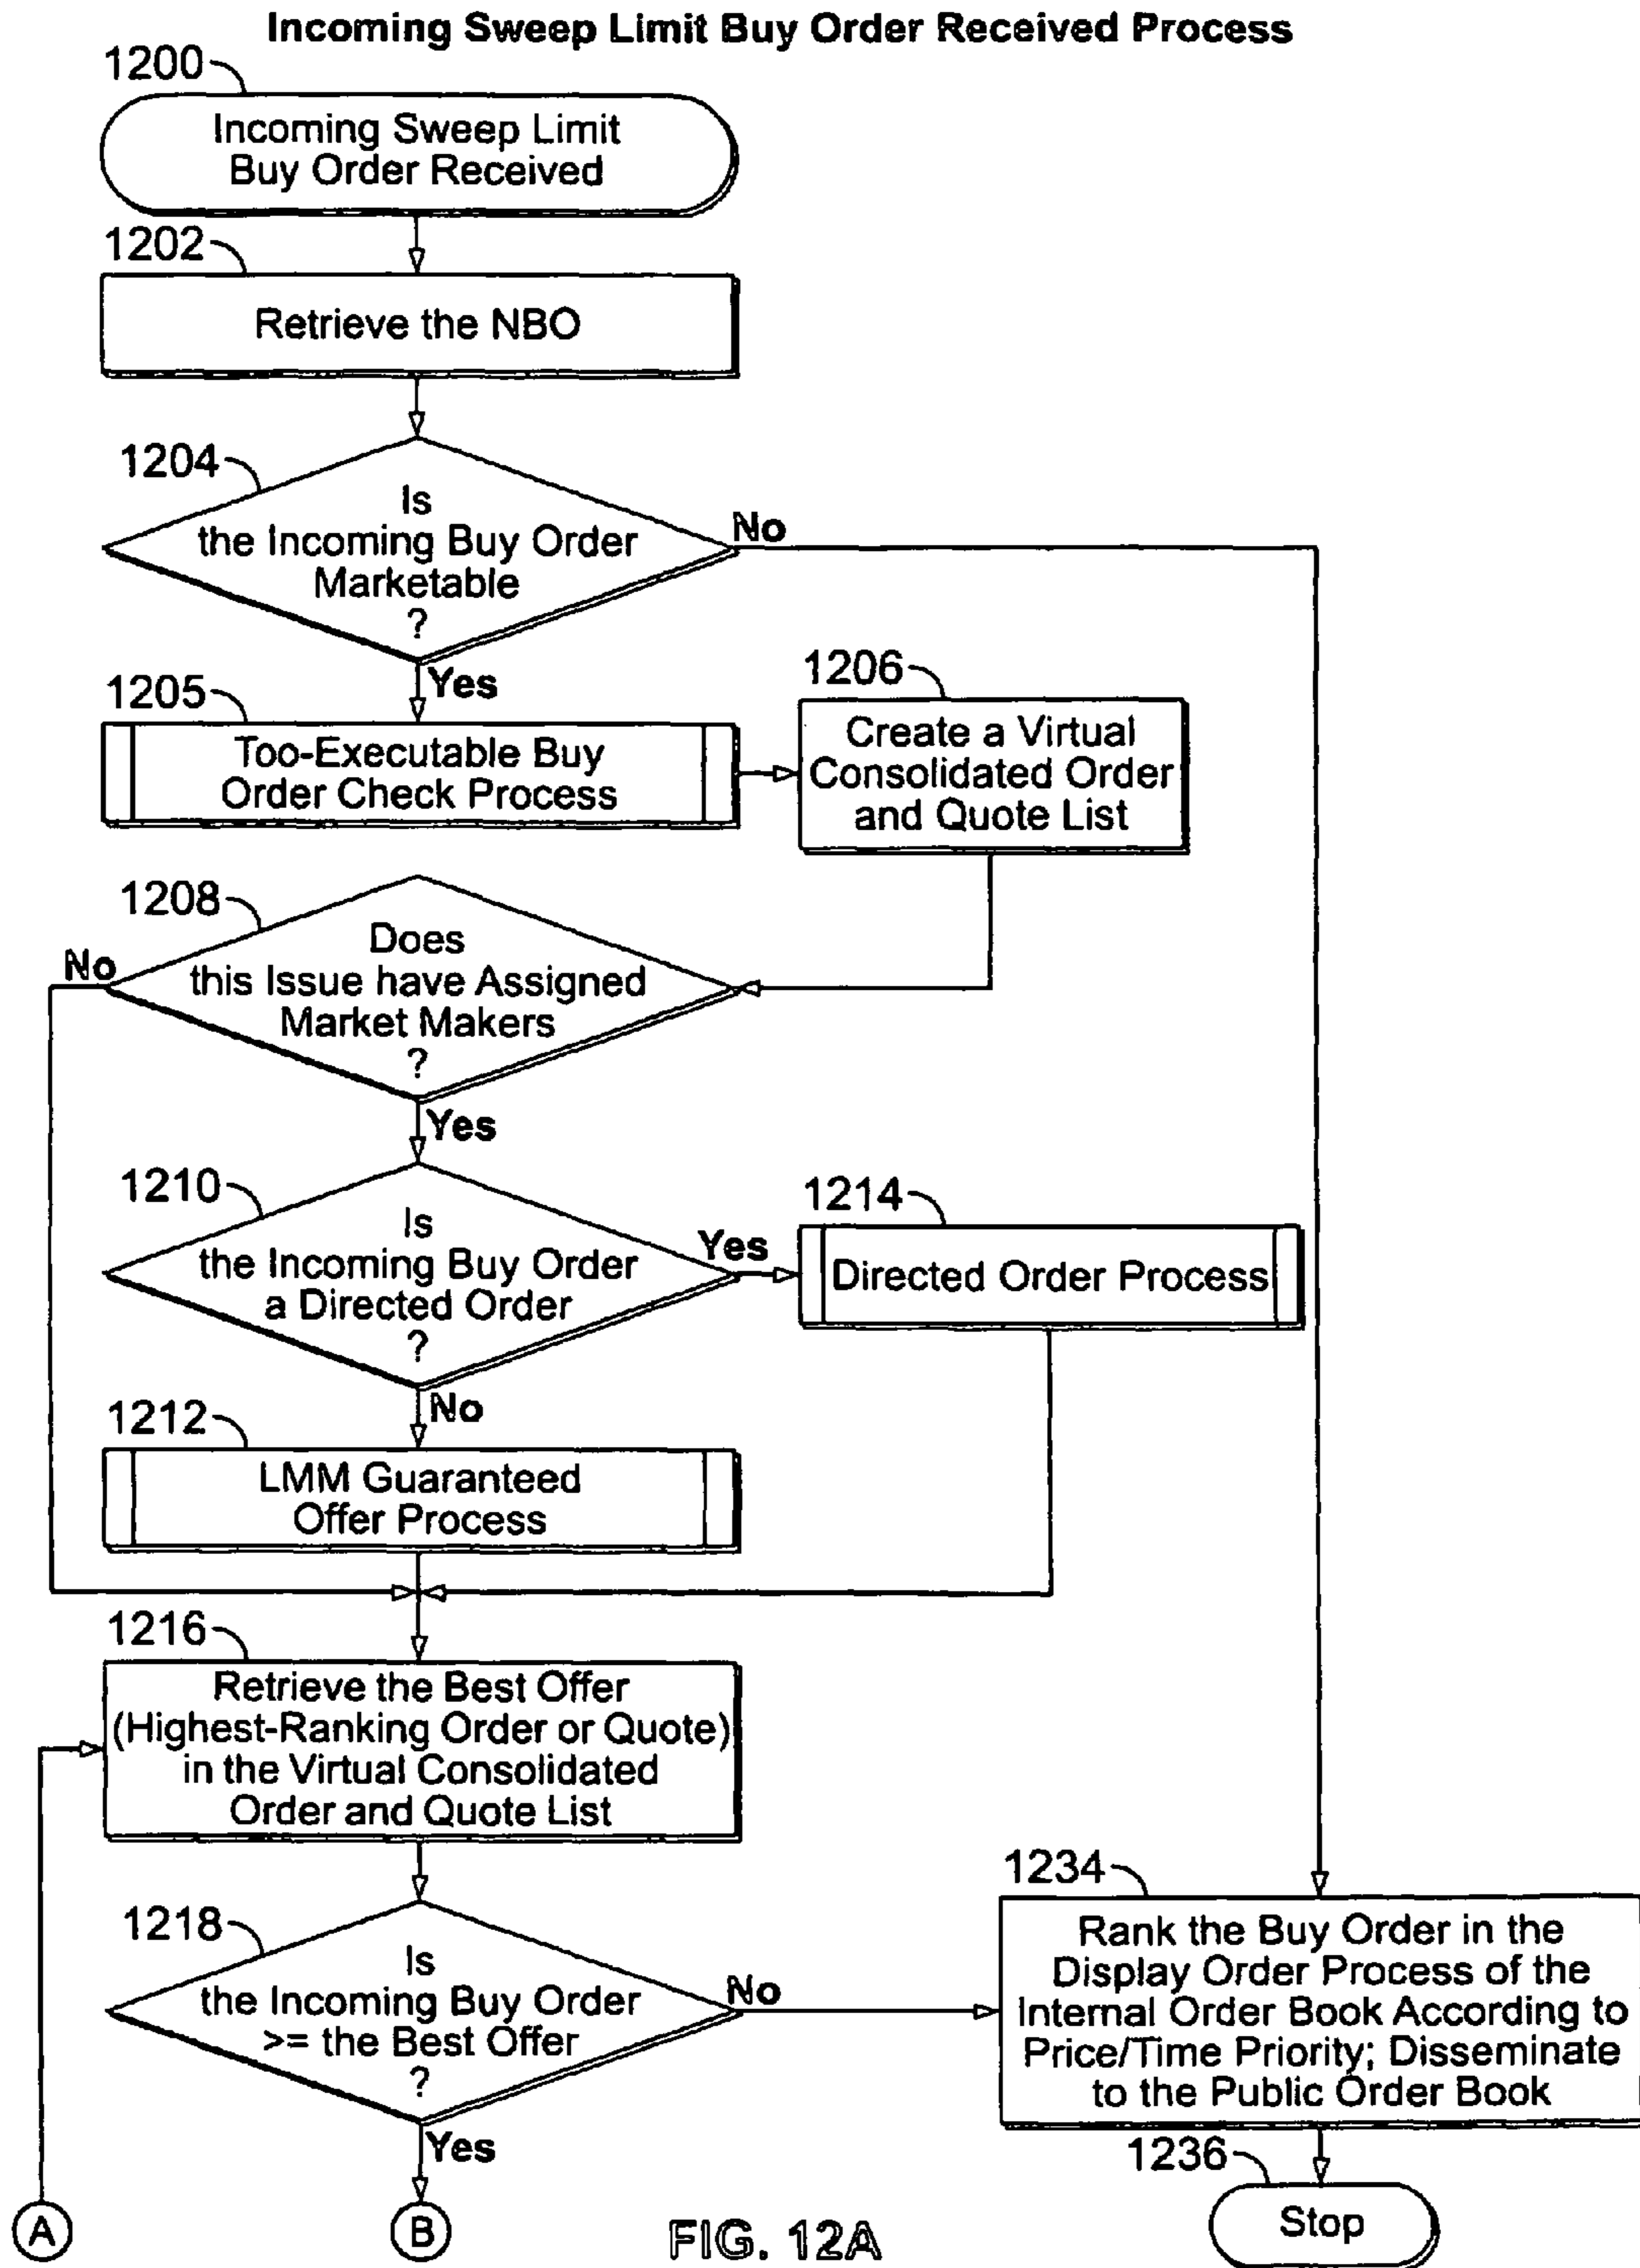 Incoming Sweep Limit Buy Order Received Process
1200
Incoming Sweep Limit
Buy Order Received
1202
Retrieve the NBO
1204
Is
the Incoming Buy Order
Marketable
?
No
Yes
1205
Too-Executable Buy
Order Check Process
1206
Create a Virtual
Consolidated Order
and Quote List
1208
Does
this Issue have Assigned
Market Makers
?
No
Yes
1210
Is
the Incoming Buy Order
a Directed Order
?
Yes
1214
Directed Order Process
No
1212
LMM Guaranteed
Offer Process
1216
Retrieve the Best Offer
(Highest-Ranking Order or Quote)
in the Virtual Consolidated
Order and Quote List
1218
Is
the Incoming Buy Order
>= the Best Offer
?
No
Yes
1234
Rank the Buy Order in the
Display Order Process of the
Internal Order Book According to
Price/Time Priority; Disseminate
to the Public Order Book
1236
Stop
A
B
FIG. 12A